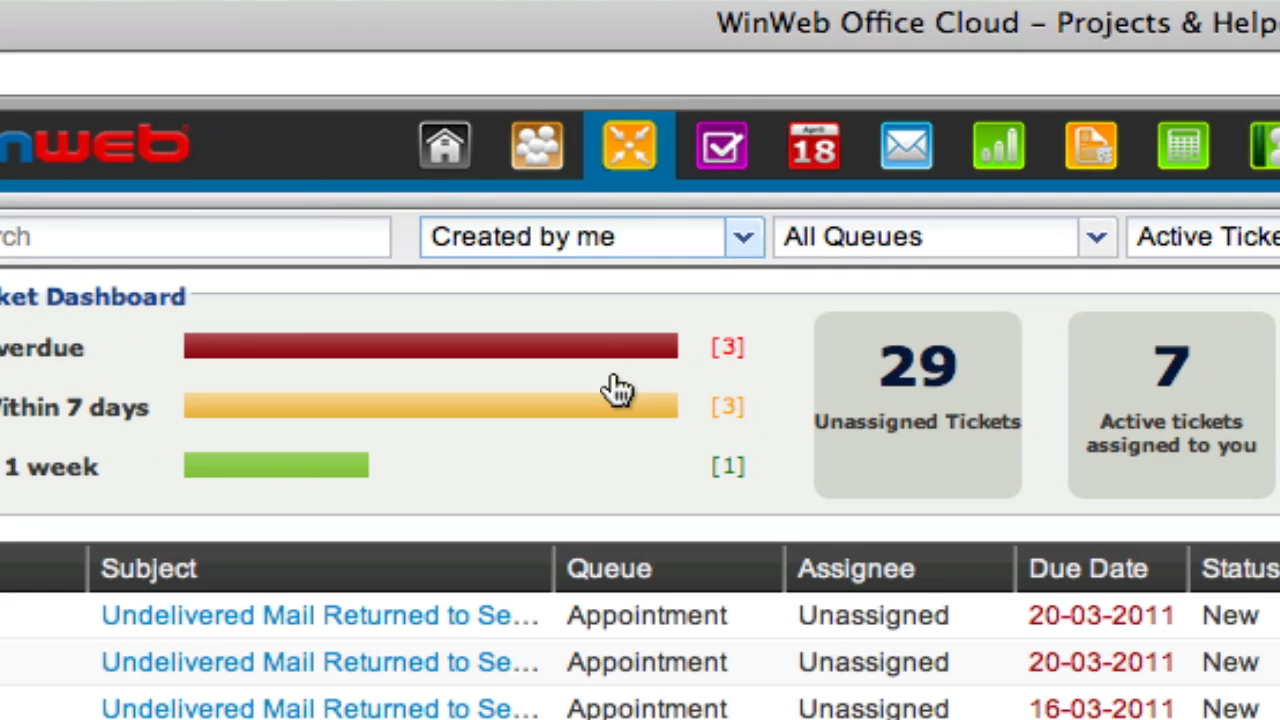 WinWeb Office Cloud – Projects & Help
nweb
April
18
rch
Created by me
All Queues
Active Ticke
ket Dashboard
verdue
[3]
Within 7 days
[3]
1 week
[1]
29
Unassigned Tickets
7
Active tickets
assigned to you
Subject Queue Assignee Due Date Status
Undelivered Mail Returned to Se... Appointment Unassigned 20-03-2011 New
Undelivered Mail Returned to Se... Appointment Unassigned 20-03-2011 New
Undelivered Mail Returned to Se... Appointment Unassigned 16-03-2011 New